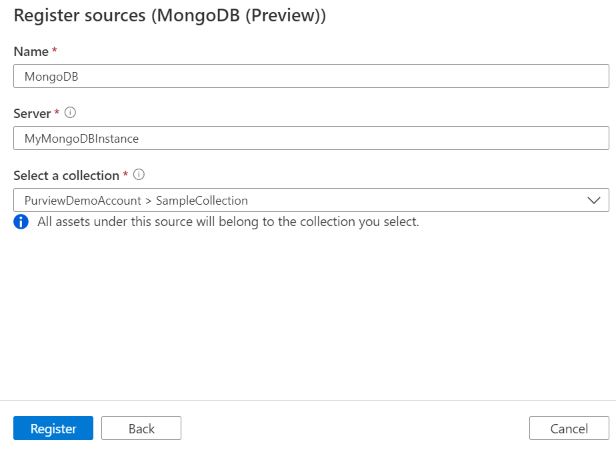 Register sources (MongoDB (Preview))
Name *
MongoDB
Server *
MyMongoDBInstance
Select a collection *
PurviewDemoAccount > SampleCollection
All assets under this source will belong to the collection you select.
Register Back Cancel